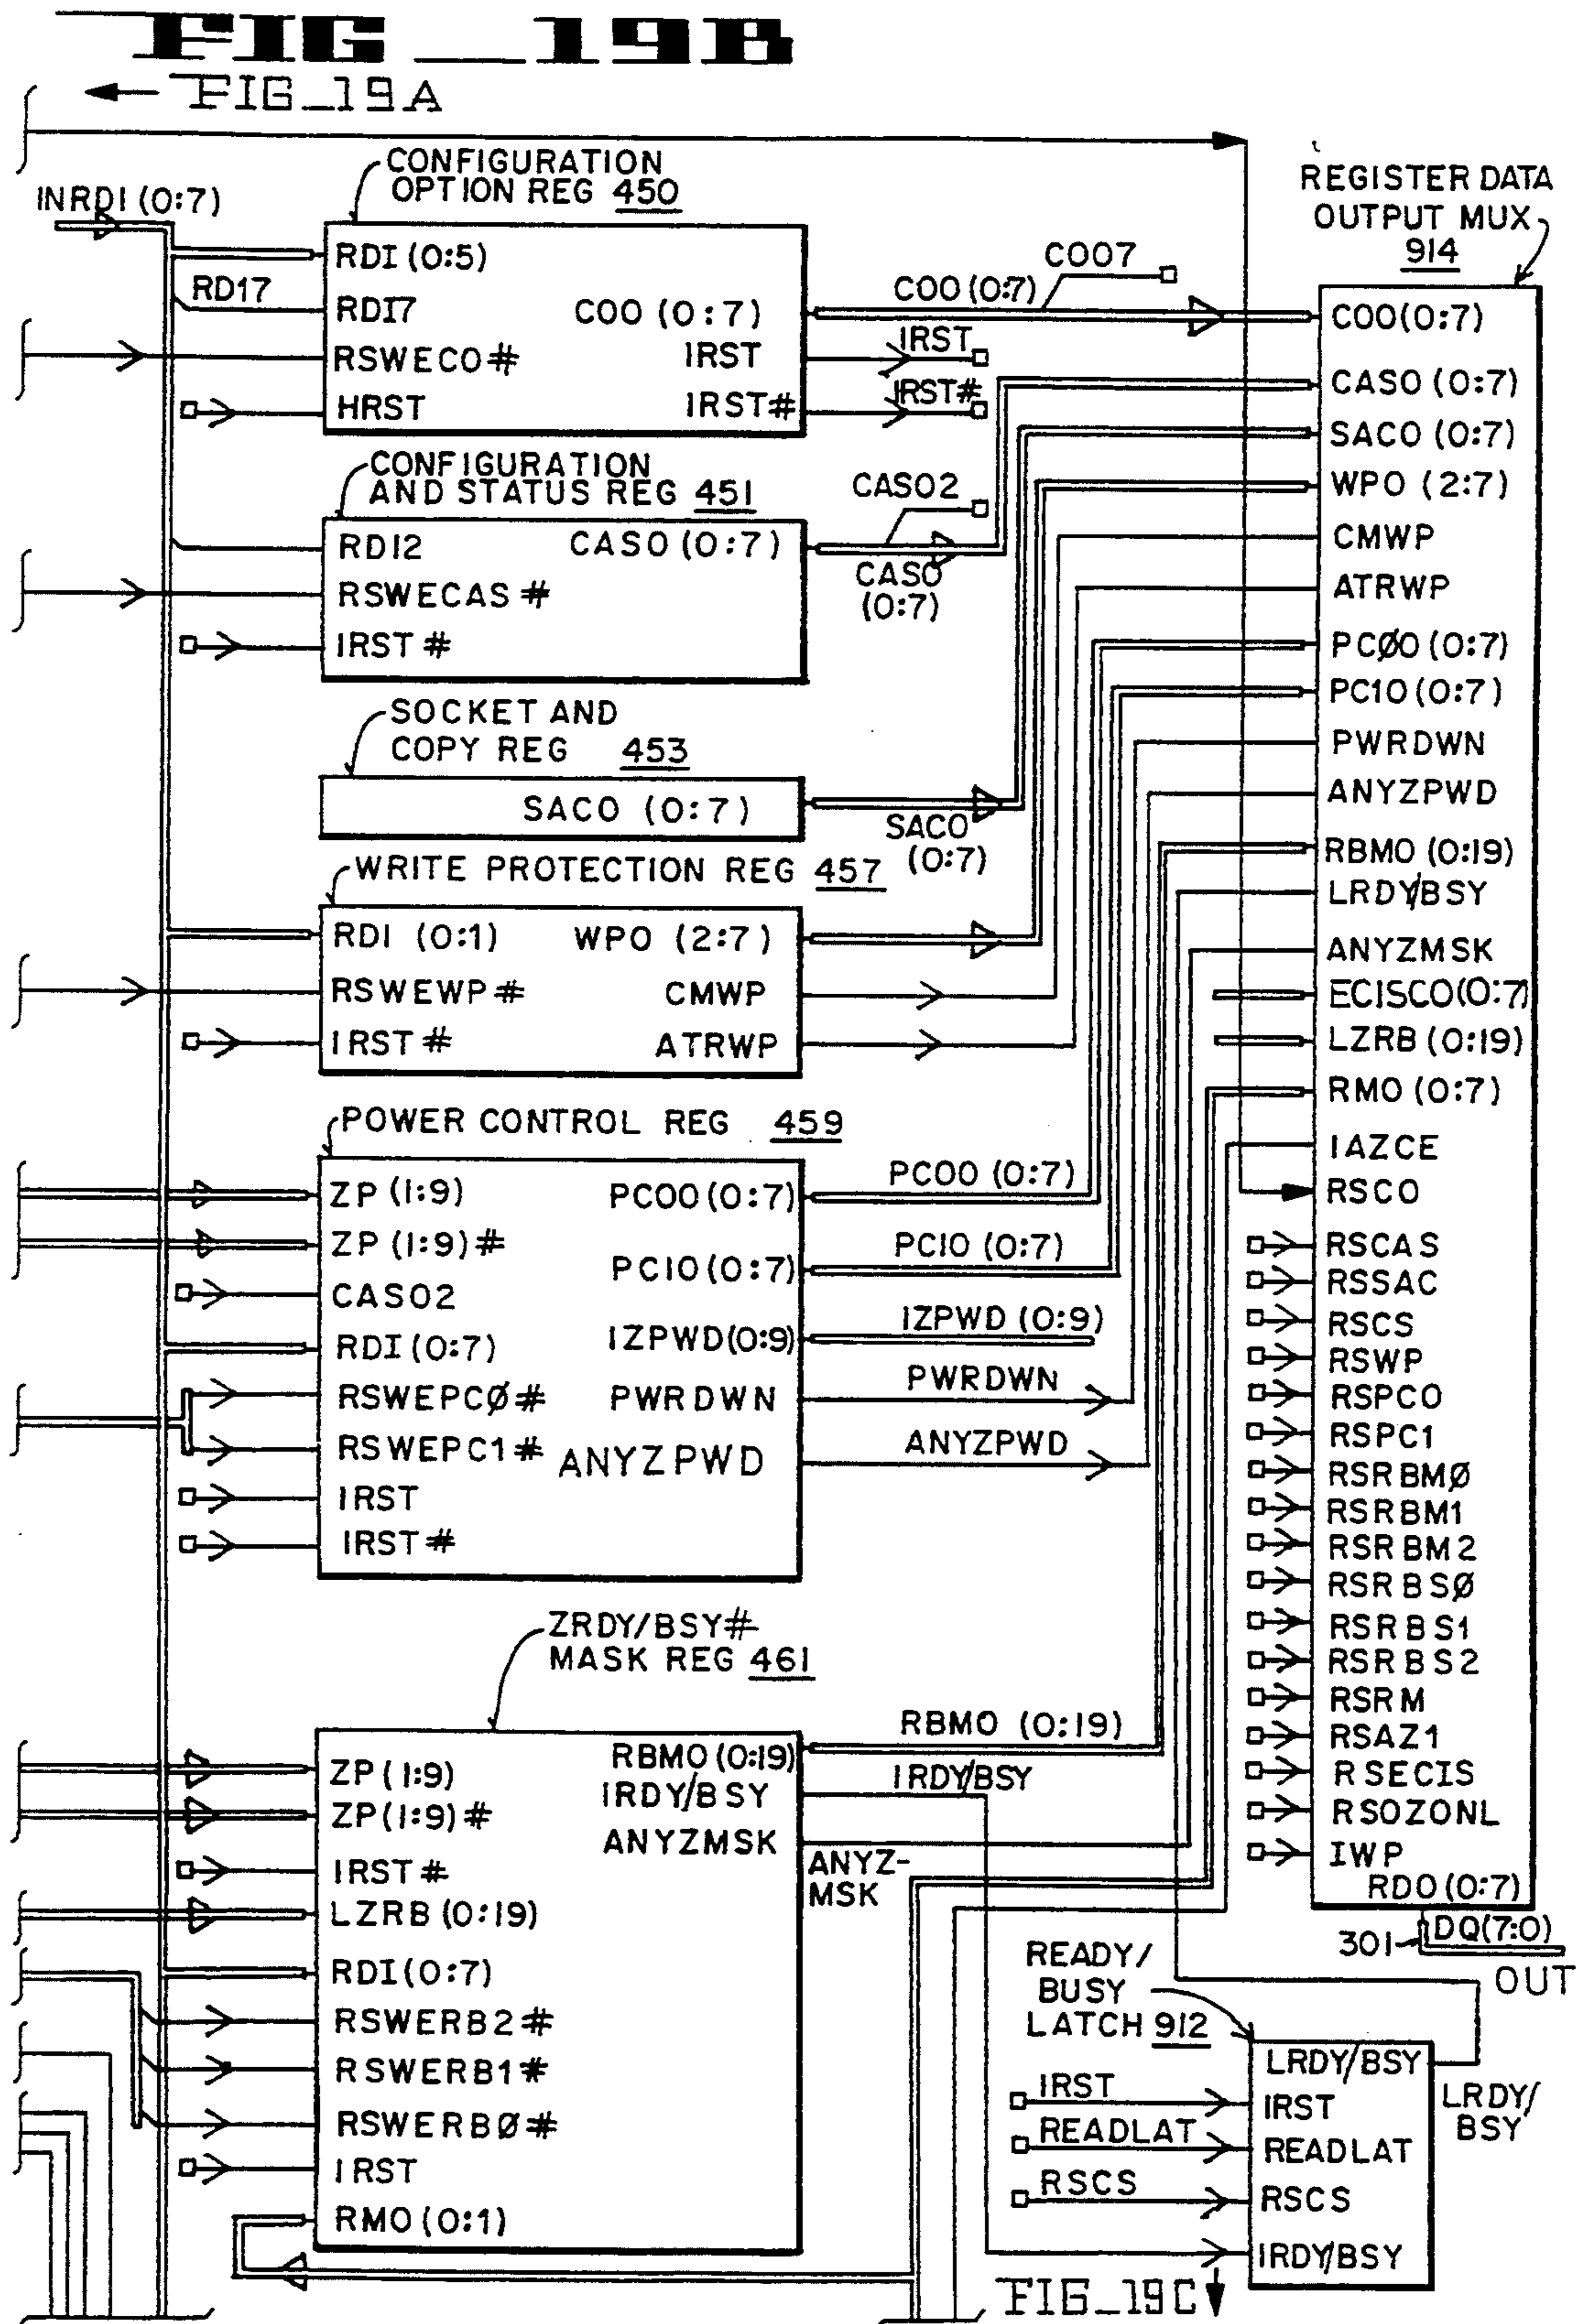 FIG_19B
FIG_19A
CONFIGURATION
OPTION REG 450
INRDI (0:7)
RDI (0:5)
RD17
RDI7
COO (0:7)
RSWECO#
IRST
HRST
IRST#
COO (0:7)
COO7
IRST
IRST#
CONFIGURATION
AND STATUS REG 451
RDI2
CASO (0:7)
RSWECAS #
IRST #
CASO2
CASO
(0:7)
SOCKET AND
COPY REG 453
SACO (0:7)
SACO
(0:7)
WRITE PROTECTION REG 457
RDI (0:1)
WPO (2:7)
RSWEWP#
CMWP
IRST #
ATRWP
POWER CONTROL REG 459
ZP (1:9)
PCOO (0:7)
ZP (1:9)#
PCIO (0:7)
CASO2
RDI (0:7)
IZPWD(0:9)
RSWEPCØ#
PWRDWN
RSWEPC1#
ANYZPWD
IRST
IRST#
PCOO (0:7)
PCIO (0:7)
IZPWD (0:9)
PWRDWN
ANYZPWD
ZRDY/BSY#
MASK REG 461
ZP (1:9)
RBMO (0:19)
IRDY/BSY
ZP(1:9)#
ANYZMSK
IRST#
LZRB (0:19)
RDI(0:7)
RSWERB2#
RSWERB1#
RSWERBØ#
IRST
RMO (0:1)
RBMO (0:19)
IRDY/BSY
ANYZ-
MSK
REGISTER DATA
OUTPUT MUX
914
COO(0:7)
CASO (0:7)
SACO (0:7)
WPO (2:7)
CMWP
ATRWP
PCØO (0:7)
PC1O (0:7)
PWRDWN
ANYZPWD
RBMO (0:19)
LRDY/BSY
ANYZMSK
ECISCO(0:7)
LZRB (0:19)
RMO (0:7)
IAZCE
RSCO
RSCAS
RSSAC
RSCS
RSWP
RSPCO
RSPC1
RSRBMØ
RSRBM1
RSRBM2
RSRBSØ
RSRBS1
RSRBS2
RSRM
RSAZ1
RSECIS
RSOZONL
IWP
RDO (0:7)
301
DQ(7:0)
OUT
READY/
BUSY
LATCH 912
LRDY/BSY
IRST
IRST
READLAT
READLAT
RSCS
RSCS
IRDY/BSY
LRDY/
BSY
FIG_19C